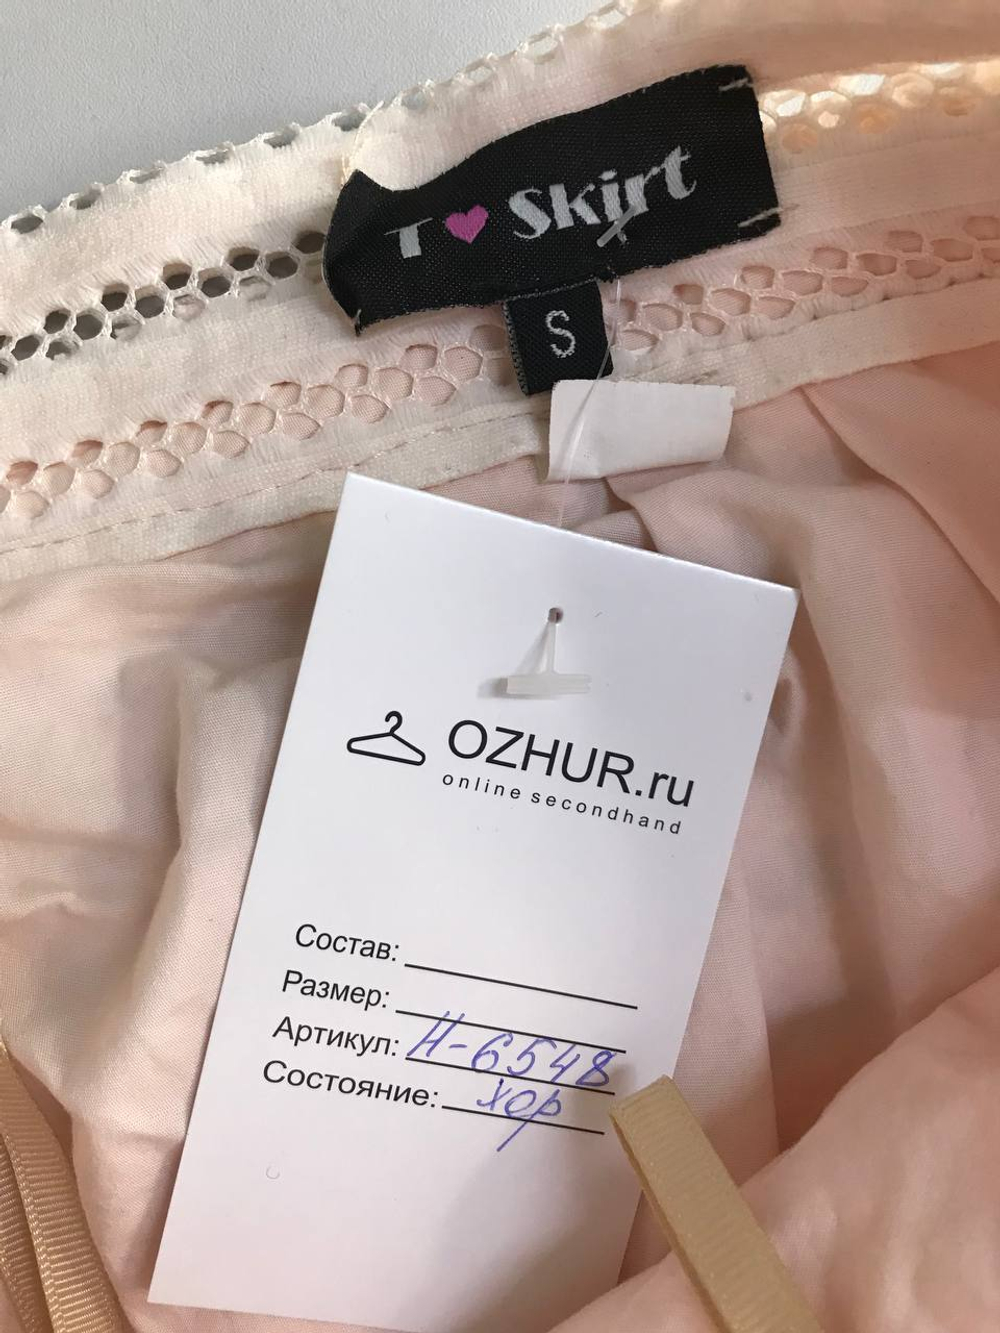 T ♥ Skirt
S
OZHUR.ru
online secondhand
Состав:
Размер:
Артикул: Н-6548
Состояние: хор